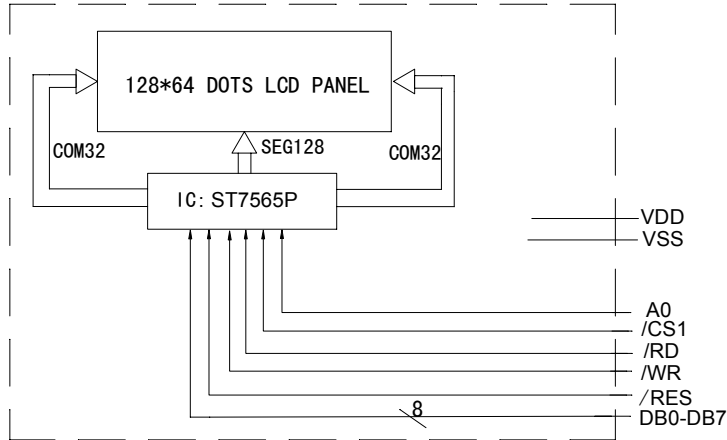 128*64 DOTS LCD PANEL
COM32
SEG128
COM32
IC: ST7565P
VDD
VSS
A0
/CS1
/RD
/WR
/RES
8
DB0-DB7